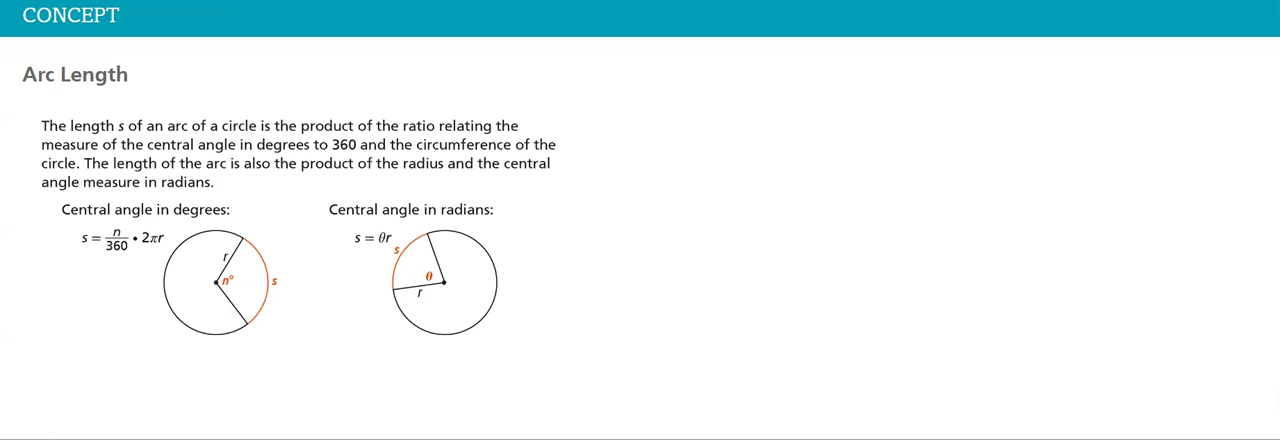 CONCEPT
Arc Length
The length s of an arc of a circle is the product of the ratio relating the
measure of the central angle in degrees to 360 and the circumference of the
circle. The length of the arc is also the product of the radius and the central
angle measure in radians.
Central angle in degrees:
s = n/360 • 2πr
r
n°
s
Central angle in radians:
s = θr
s
θ
r